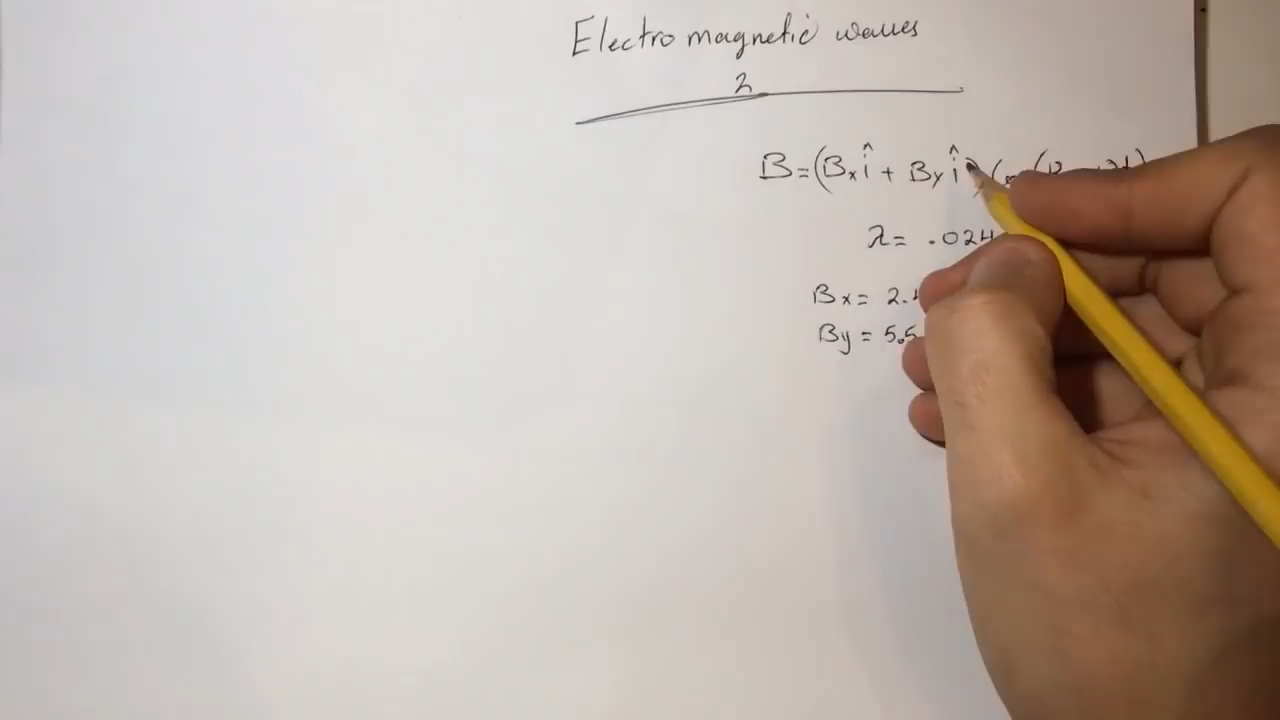 Electromagnetic waves
2
B=(Bx î + By î
λ= .024
Bx= 2.
By = 5.5